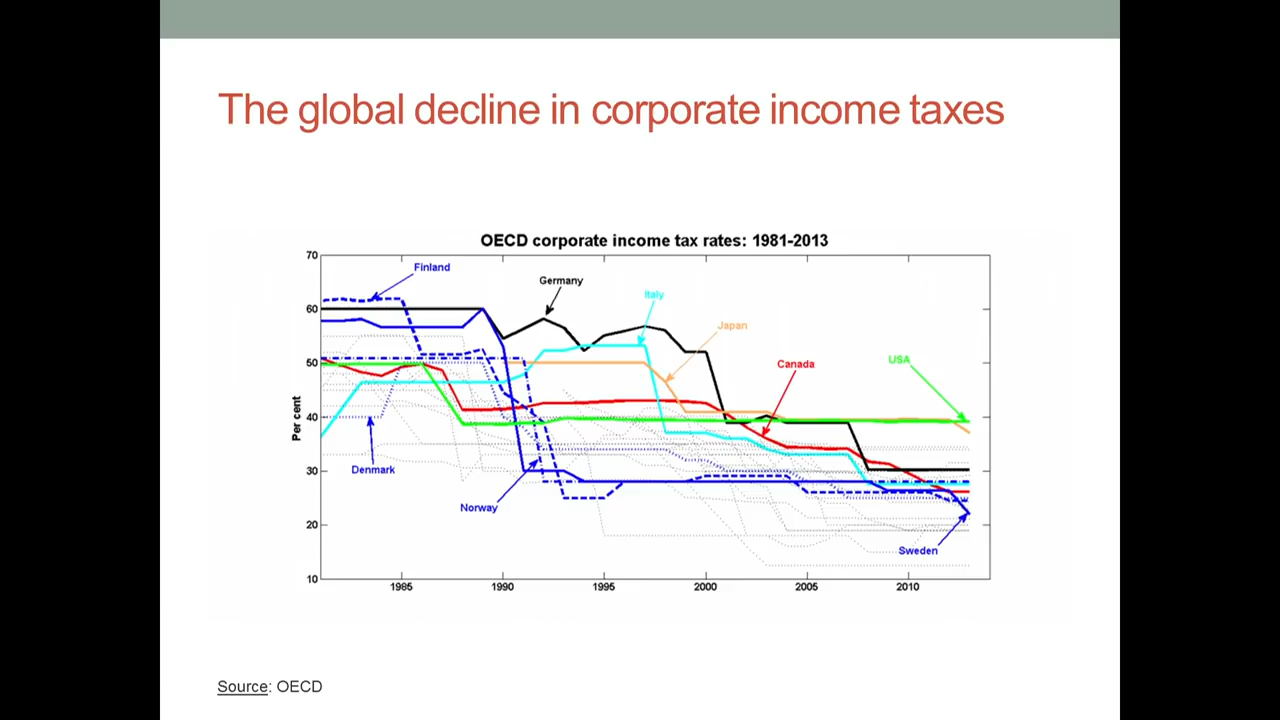 The global decline in corporate income taxes
OECD corporate income tax rates: 1981-2013
70
60
50
40
30
20
10
Per cent
Finland
Germany
Italy
Japan
Canada
USA
Denmark
Norway
Sweden
1985
1990
1995
2000
2005
2010
Source: OECD